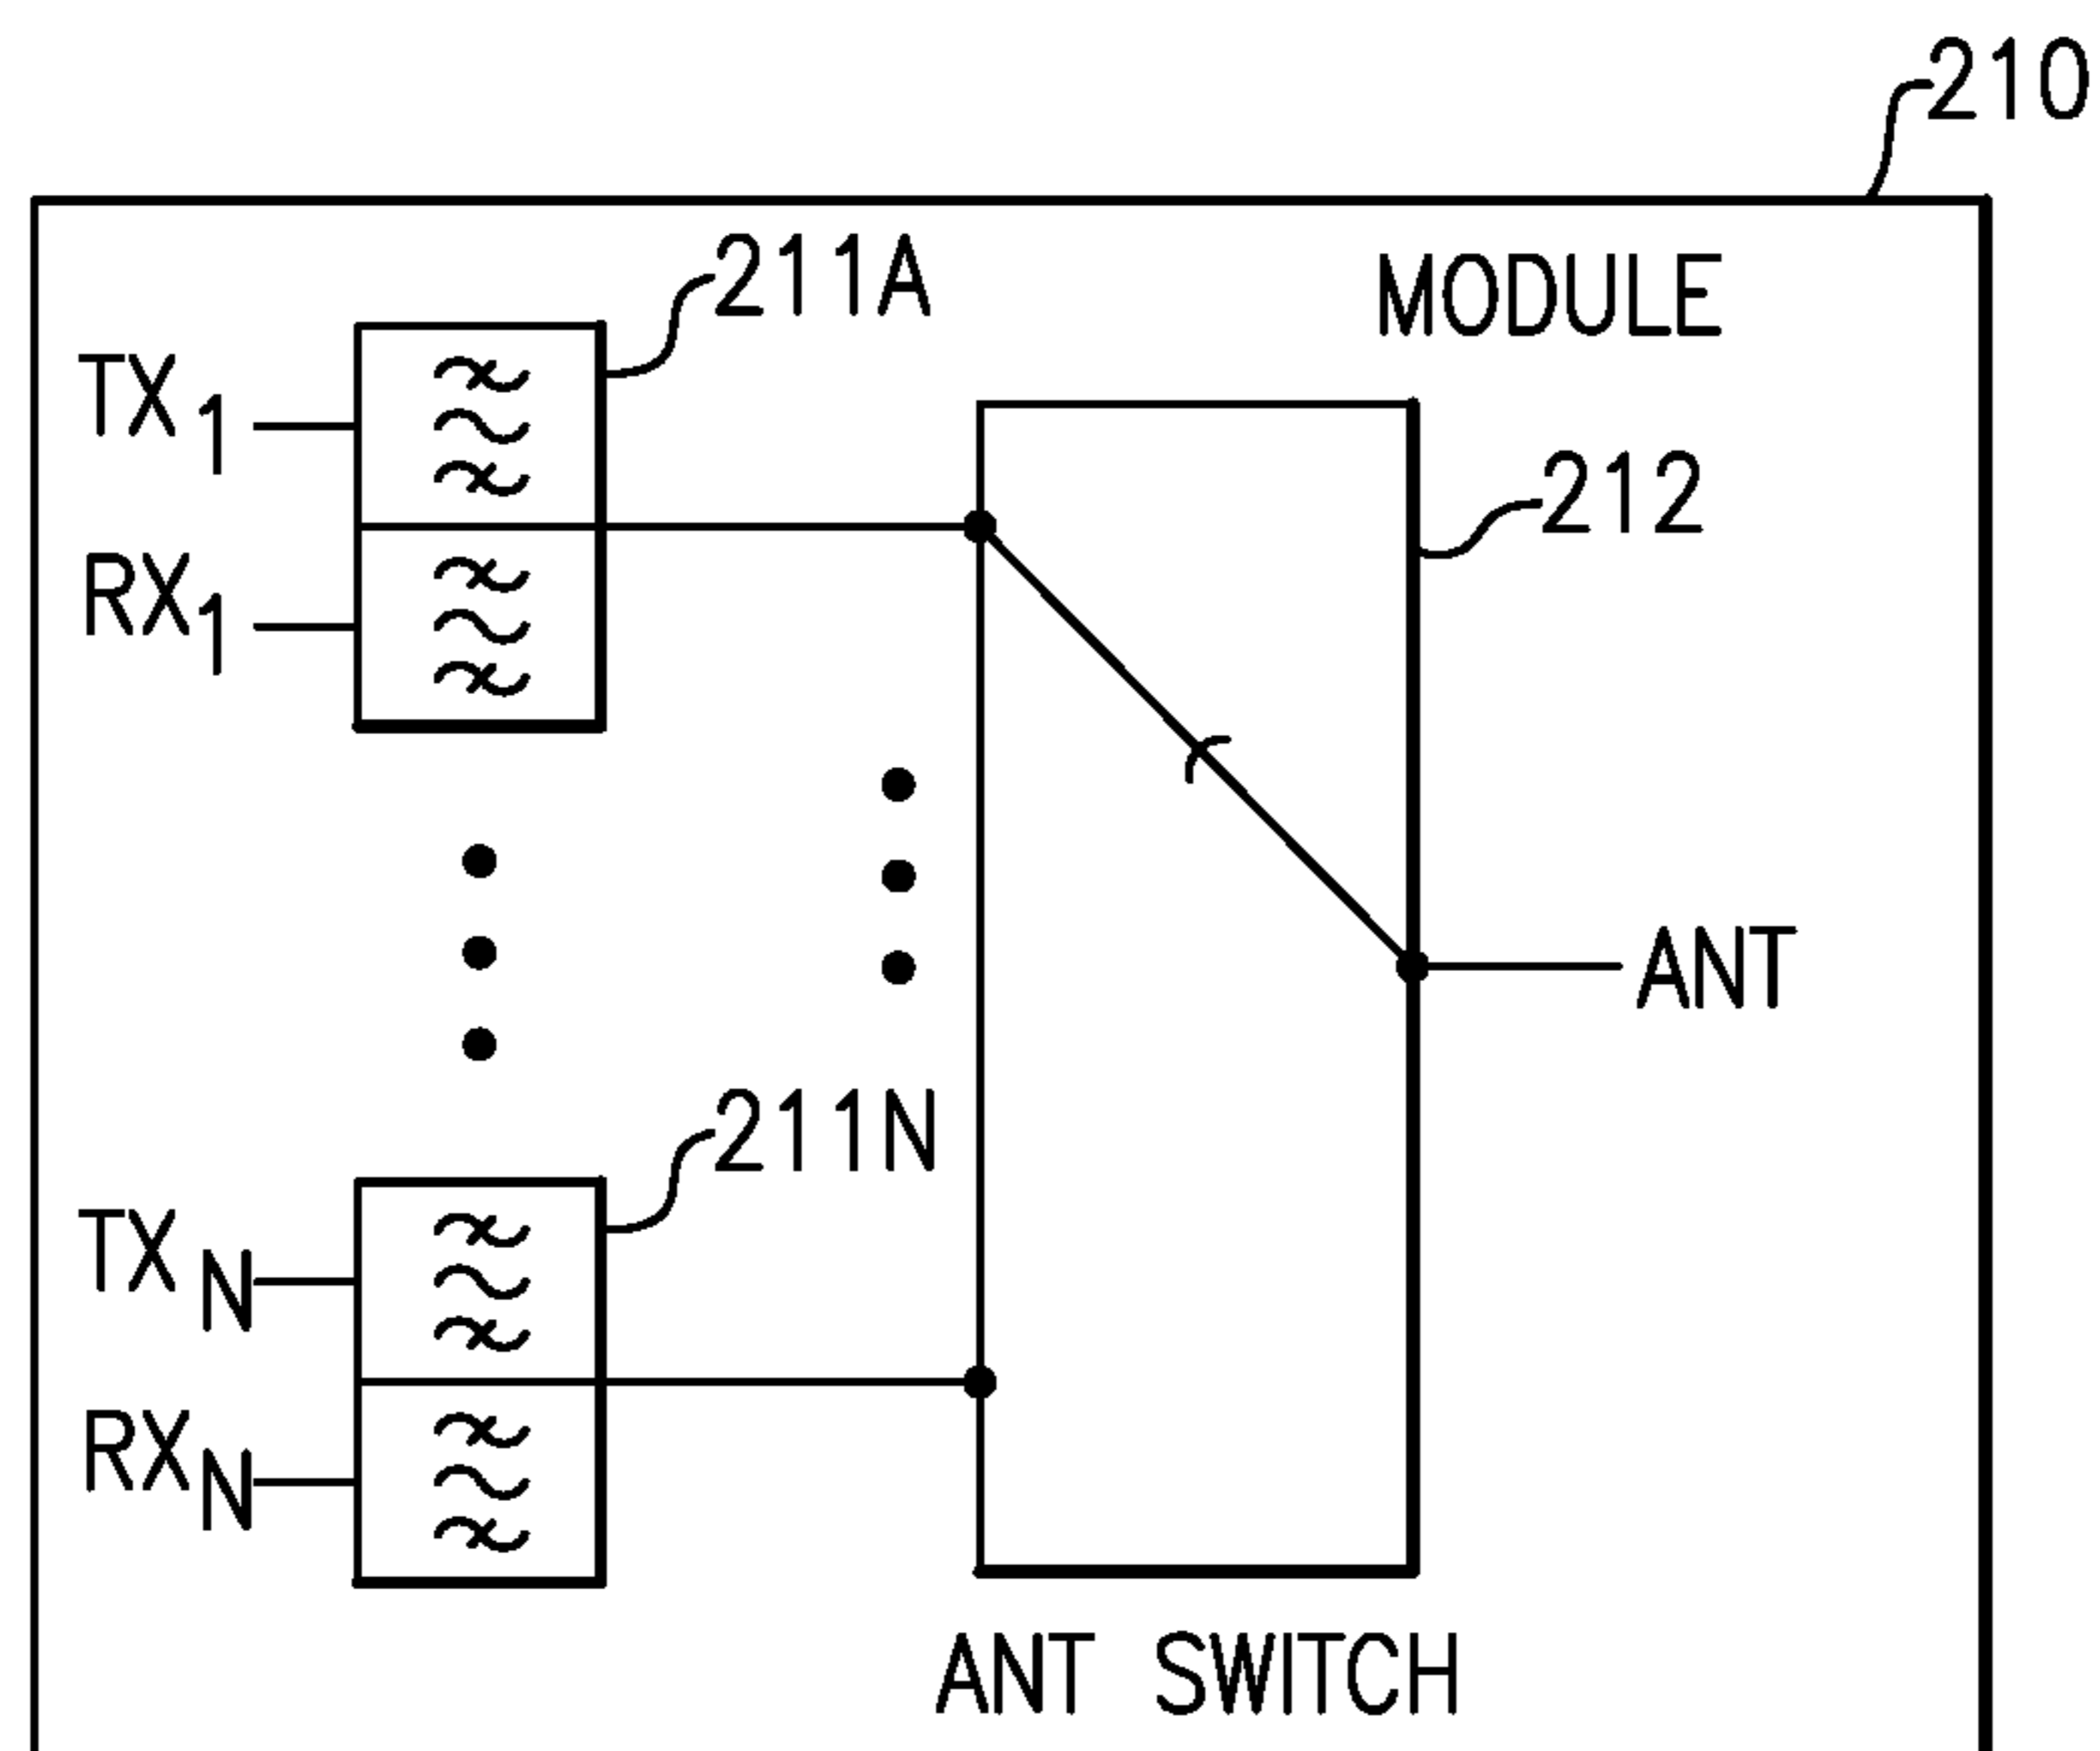 210
211A
MODULE
TX1
212
RX1
ANT
211N
TXN
RXN
ANT SWITCH